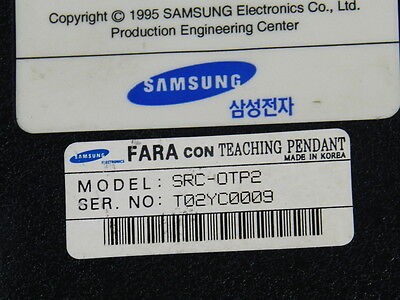 Copyright © 1995 SAMSUNG Electronics Co., Ltd.
Production Engineering Center
SAMSUNG
삼성전자
SAMSUNG FARA CON TEACHING PENDANT
MADE IN KOREA
MODEL: SRC-OTP2
SER. NO: T02YC0009